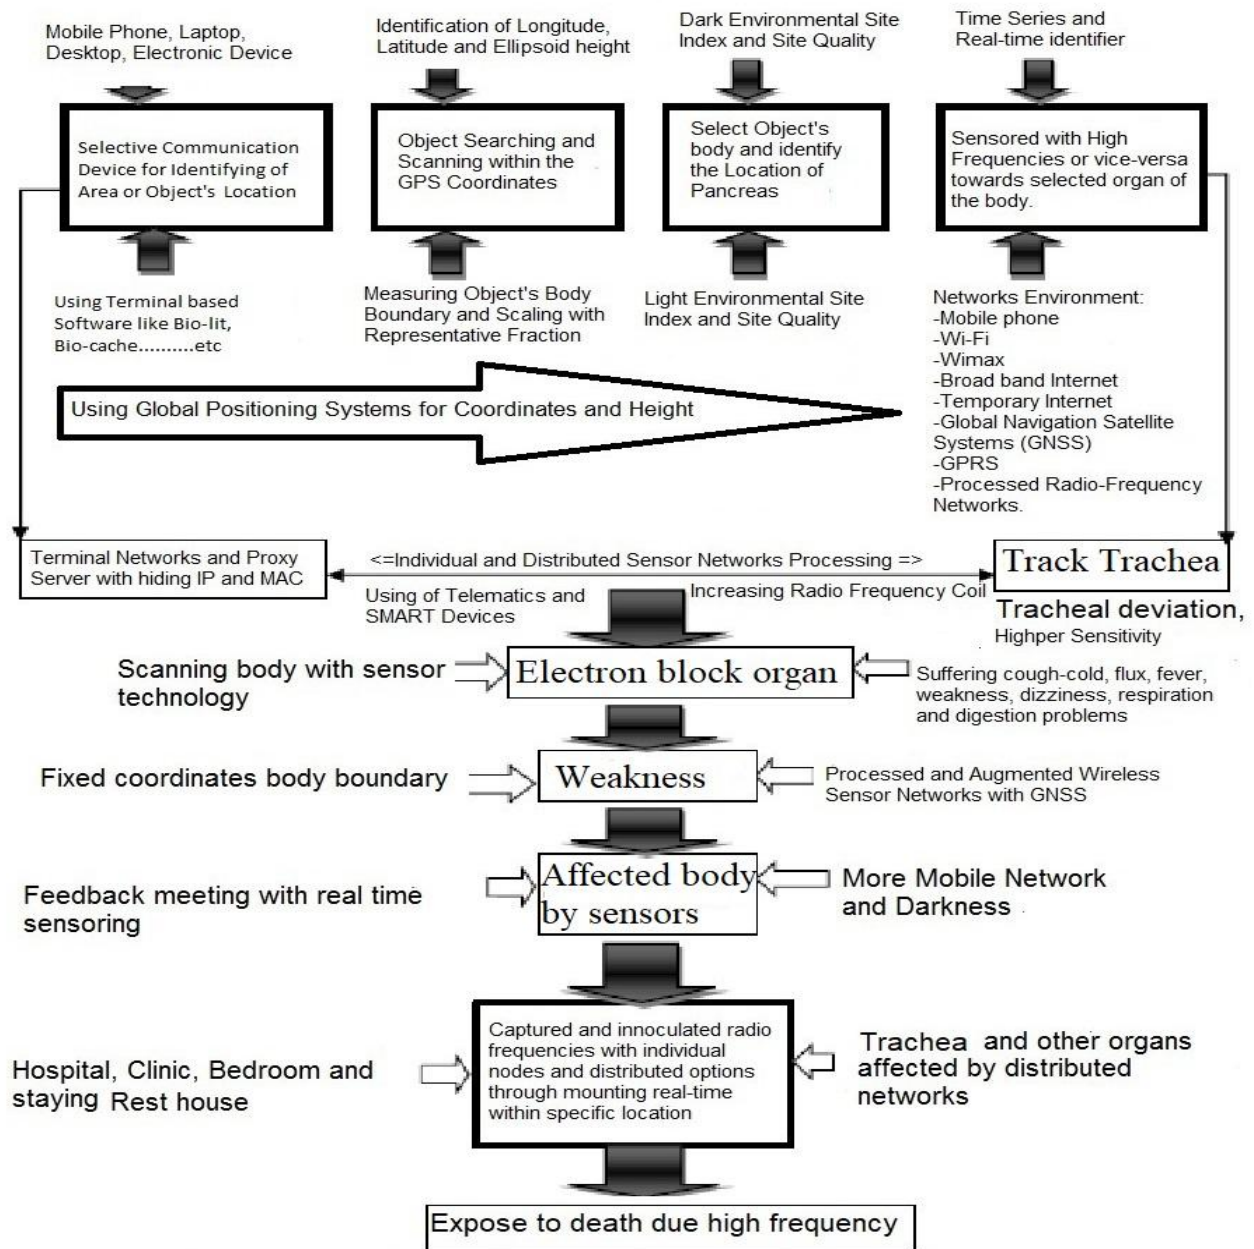 Mobile Phone, Laptop,
Desktop, Electronic Device
Identification of Longitude,
Latitude and Ellipsoid height
Dark Environmental Site
Index and Site Quality
Time Series and
Real-time identifier
Selective Communication
Device for Identifying of
Area or Object's Location
Object Searching and
Scanning within the
GPS Coordinates
Select Object's
body and identify
the Location of
Pancreas
Sensored with High
Frequencies or vice-versa
towards selected organ of
the body.
Using Terminal based
Software like Bio-lit,
Bio-cache..........etc
Measuring Object's Body
Boundary and Scaling with
Representative Fraction
Light Environmental Site
Index and Site Quality
Networks Environment:
-Mobile phone
-Wi-Fi
-Wimax
-Broad band Internet
-Temporary Internet
-Global Navigation Satellite
Systems (GNSS)
-GPRS
-Processed Radio-Frequency
Networks.
Using Global Positioning Systems for Coordinates and Height
Terminal Networks and Proxy
Server with hiding IP and MAC
<=Individual and Distributed Sensor Networks Processing =>
Using of Telematics and
SMART Devices
Increasing Radio Frequency Coil
Track Trachea
Tracheal deviation,
Highper Sensitivity
Scanning body with sensor
technology
Electron block organ
Suffering cough-cold, flux, fever,
weakness, dizziness, respiration
and digestion problems
Fixed coordinates body boundary
Weakness
Processed and Augmented Wireless
Sensor Networks with GNSS
Feedback meeting with real time
sensoring
Affected body
by sensors
More Mobile Network
and Darkness
Hospital, Clinic, Bedroom and
staying Rest house
Captured and innoculated radio
frequencies with individual
nodes and distributed options
through mounting real-time
within specific location
Trachea and other organs
affected by distributed
networks
Expose to death due high frequency